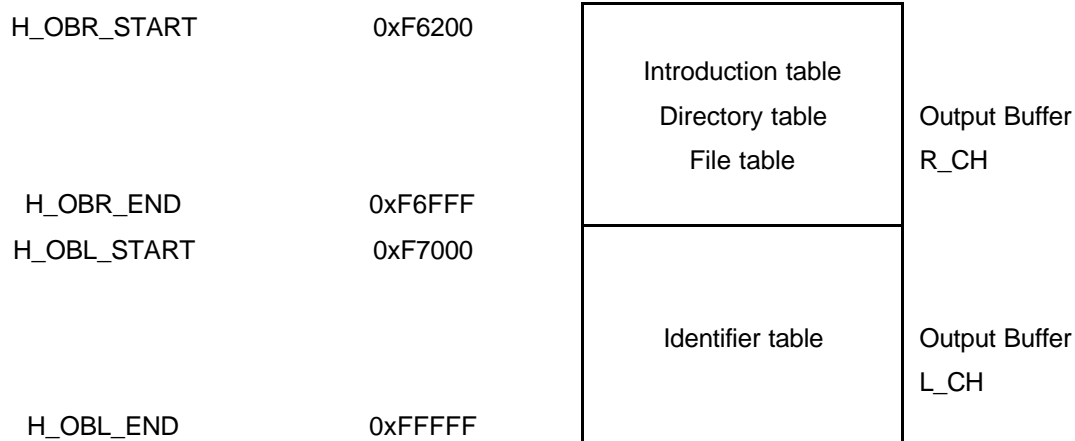 H_OBR_START 0xF6200
Introduction table
Directory table Output Buffer
File table R_CH
H_OBR_END 0xF6FFF
H_OBL_START 0xF7000
Identifier table Output Buffer
L_CH
H_OBL_END 0xFFFFF